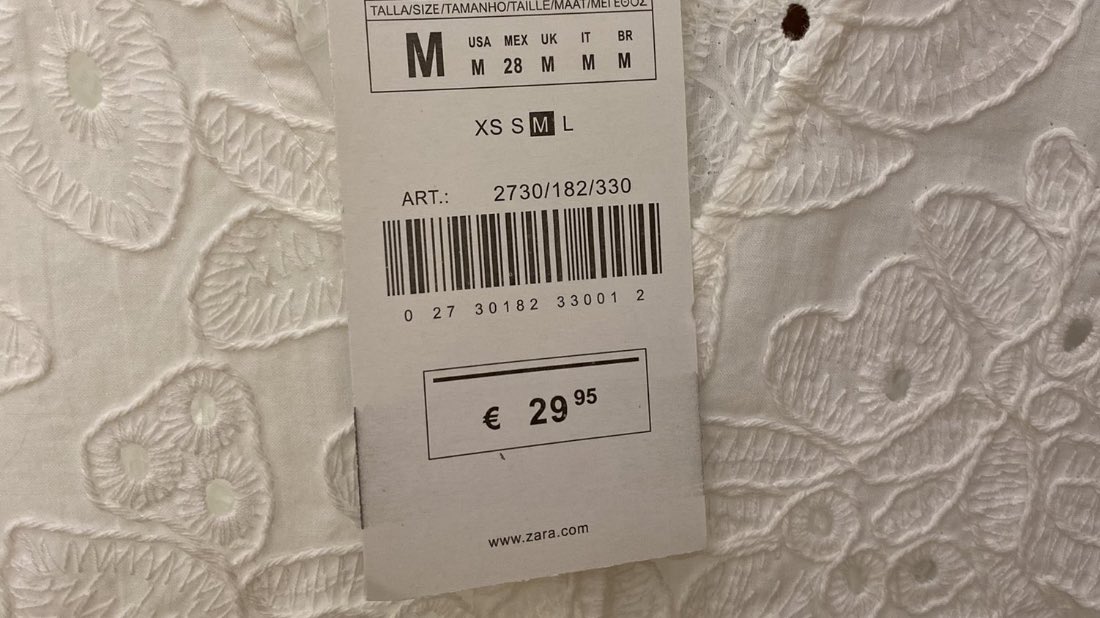 TALLA/SIZE/TAMANHO/TAILLE/MAAT/ΜΕΓΕΘΟΣ
M USA MEX UK IT BR
M 28 M M M
XS S M L
ART.: 2730/182/330
0 27 30182 33001 2
€ 29 95
www.zara.com